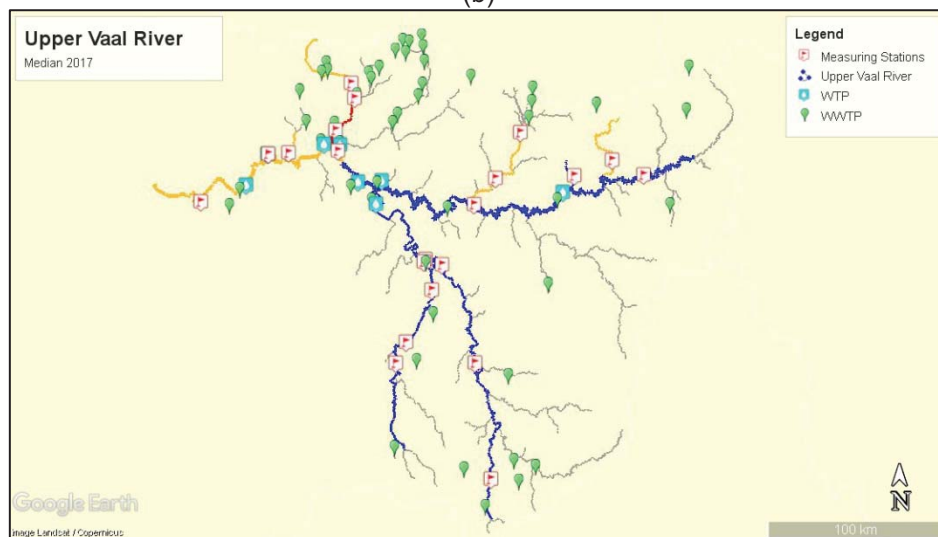 (b)
Upper Vaal River
Median 2017
Legend
Measuring Stations
Upper Vaal River
WTP
WWTP
Google Earth
Image Landsat / Copernicus
N
100 km